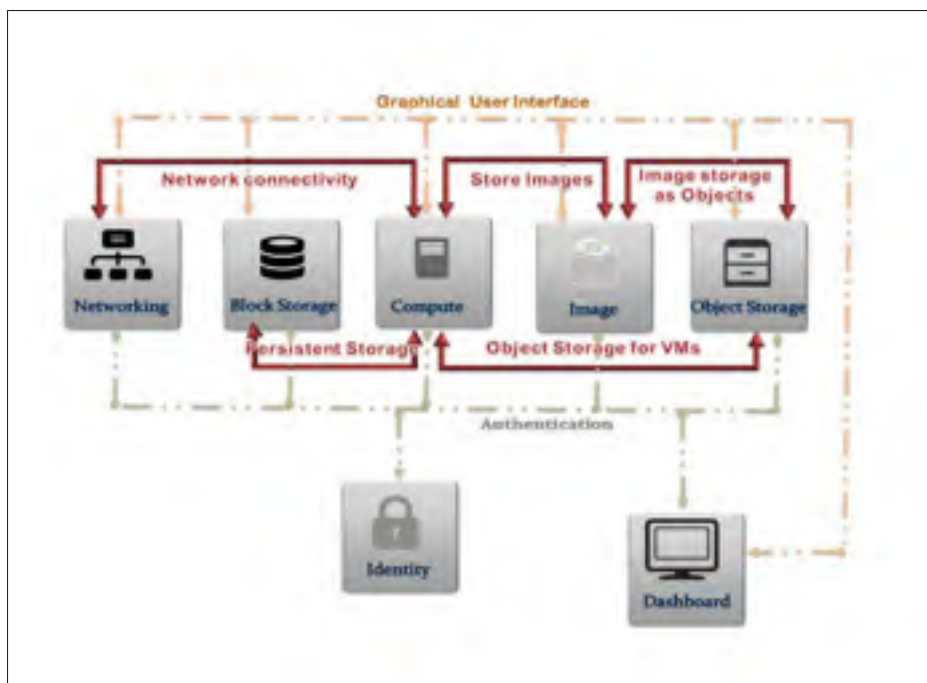 Graphical User Interface
Network connectivity
Store Images
Image storage
as Objects
Networking
Block Storage
Compute
Image
Object Storage
Persistent Storage
Object Storage for VMs
Authentication
Identity
Dashboard